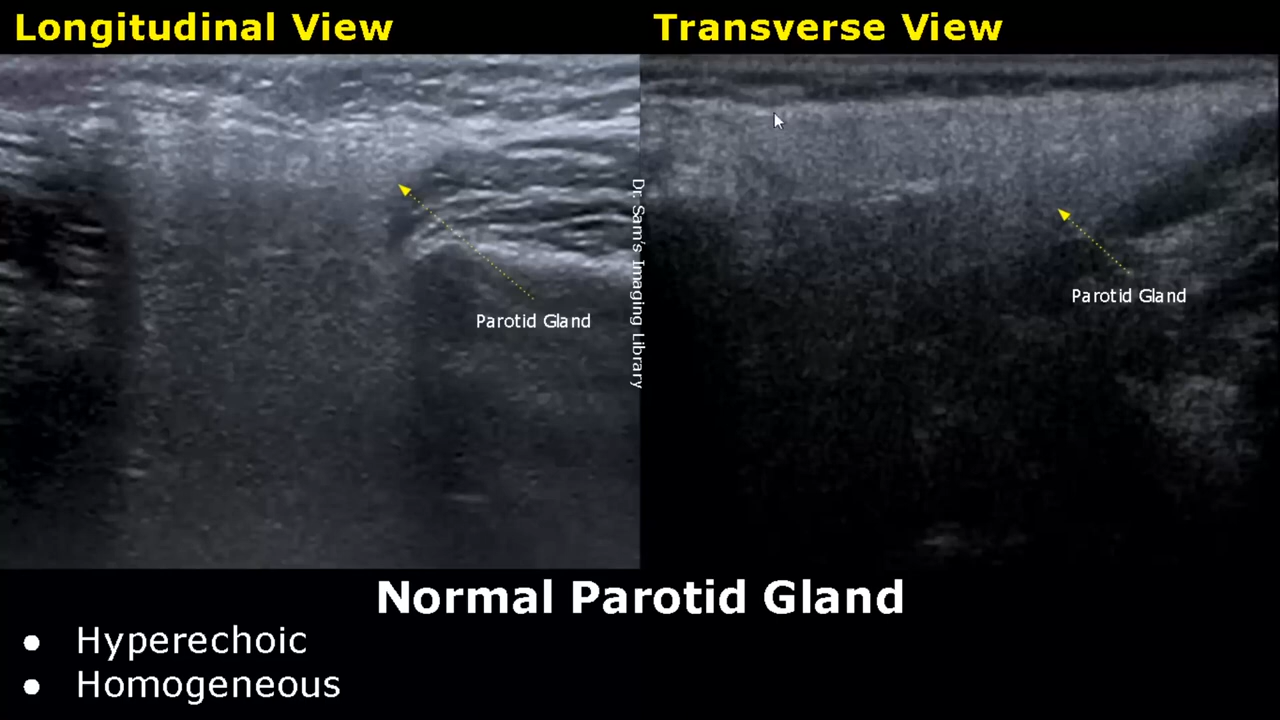 Longitudinal View
Transverse View
Parotid Gland
Parotid Gland
Dr. Sam's Imaging Library
Normal Parotid Gland
● Hyperechoic
● Homogeneous